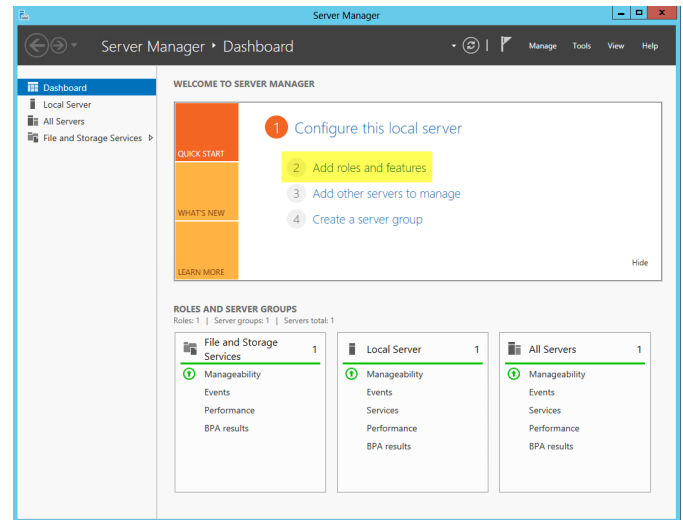 Server Manager
Server Manager • Dashboard
Manage Tools View Help
Dashboard
Local Server
All Servers
File and Storage Services
WELCOME TO SERVER MANAGER
QUICK START
WHAT'S NEW
LEARN MORE
1 Configure this local server
2 Add roles and features
3 Add other servers to manage
4 Create a server group
Hide
ROLES AND SERVER GROUPS
Roles: 1 | Server groups: 1 | Servers total: 1
File and Storage
Services 1
Manageability
Events
Performance
BPA results
Local Server 1
Manageability
Events
Services
Performance
BPA results
All Servers 1
Manageability
Events
Services
Performance
BPA results